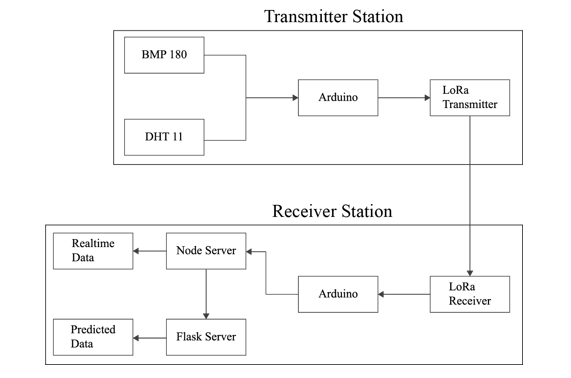 Transmitter Station
BMP 180
DHT 11
Arduino
LoRa
Transmitter
Receiver Station
Realtime
Data
Node Server
Arduino
LoRa
Receiver
Predicted
Data
Flask Server